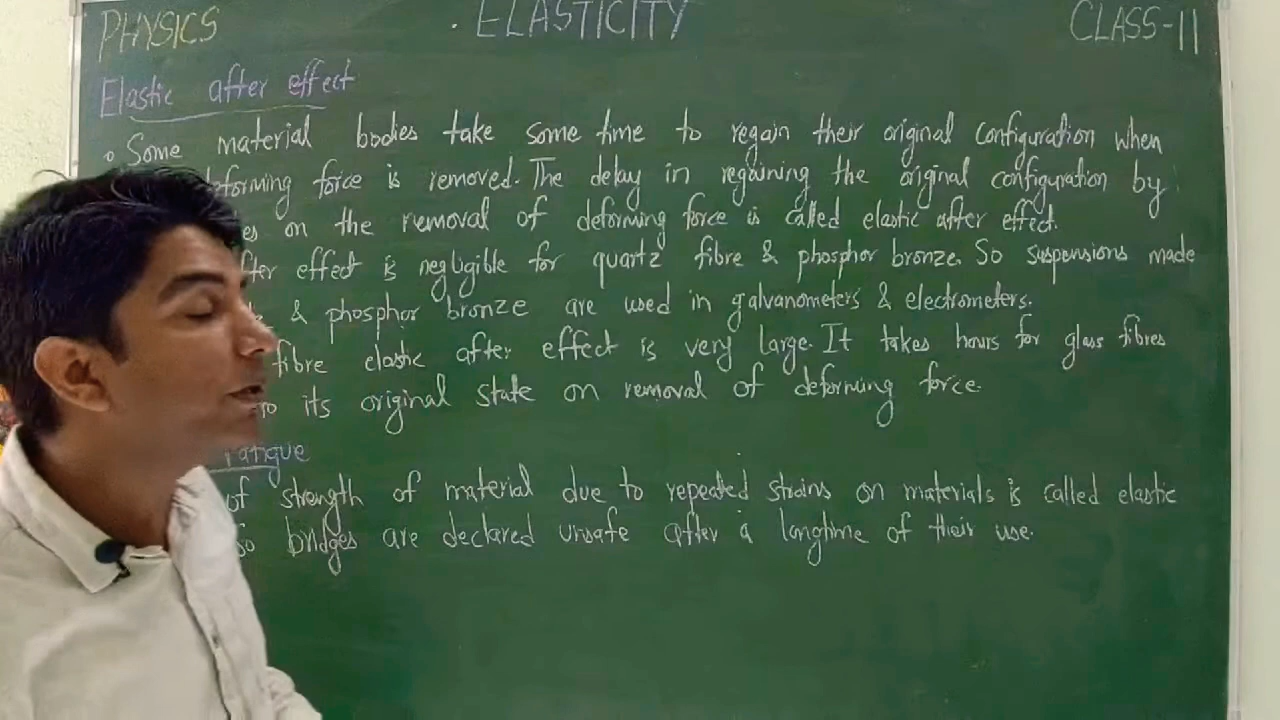 PHYSICS ELASTICITY CLASS-11
Elastic after effect
Some material bodies take some time to regain their original configuration when
force is removed. The delay in regaining the original configuration by
on the removal of deforming force is called elastic after effect.
effect is negligible for quartz fibre & phosphor bronze. So suspensions made
& phosphor bronze are used in galvanometers & electrometers.
fibre elastic after effect is very large. It takes hours for glass fibres
its original state on removal of deforming force.
of strength of material due to repeated strains on materials is called elastic
bridges are declared unsafe after a longtime of their use.